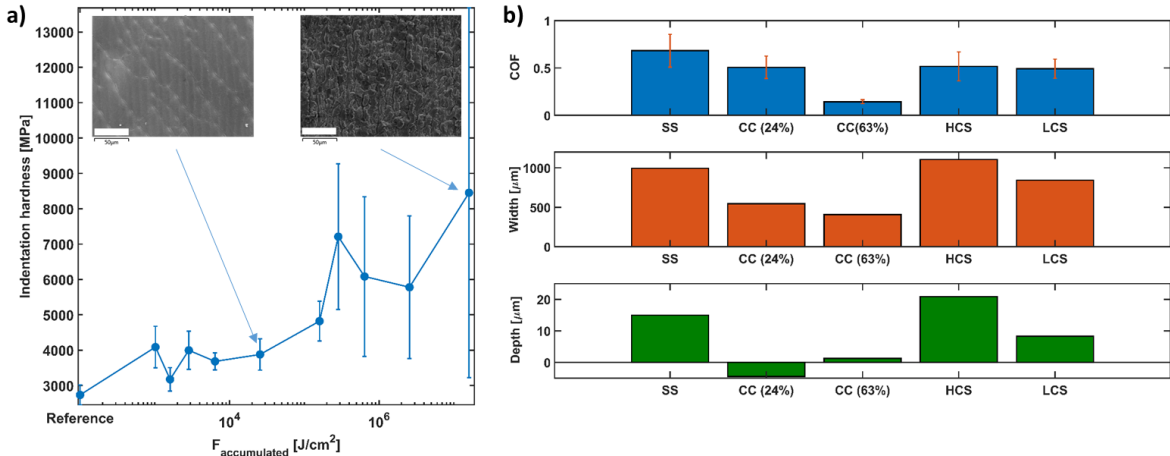 a)
Indentation hardness [MPa]
13000
12000
11000
10000
9000
8000
7000
6000
5000
4000
3000
50μm
50μm
Reference
10^4
10^6
F_accumulated [J/cm^2]
b)
COF
1
0.5
0
SS
CC (24%)
CC(63%)
HCS
LCS
Width [μm]
1000
500
0
SS
CC (24%)
CC (63%)
HCS
LCS
Depth [μm]
20
10
0
SS
CC (24%)
CC (63%)
HCS
LCS